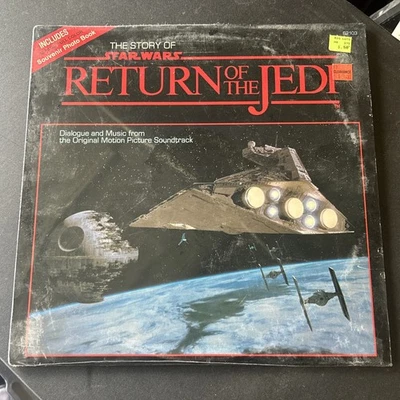 INCLUDES
Souvenir Photo Book
THE STORY OF
STAR WARS
62103
RETURN OF THE JEDI
Dialogue and Music from
the Original Motion Picture Soundtrack